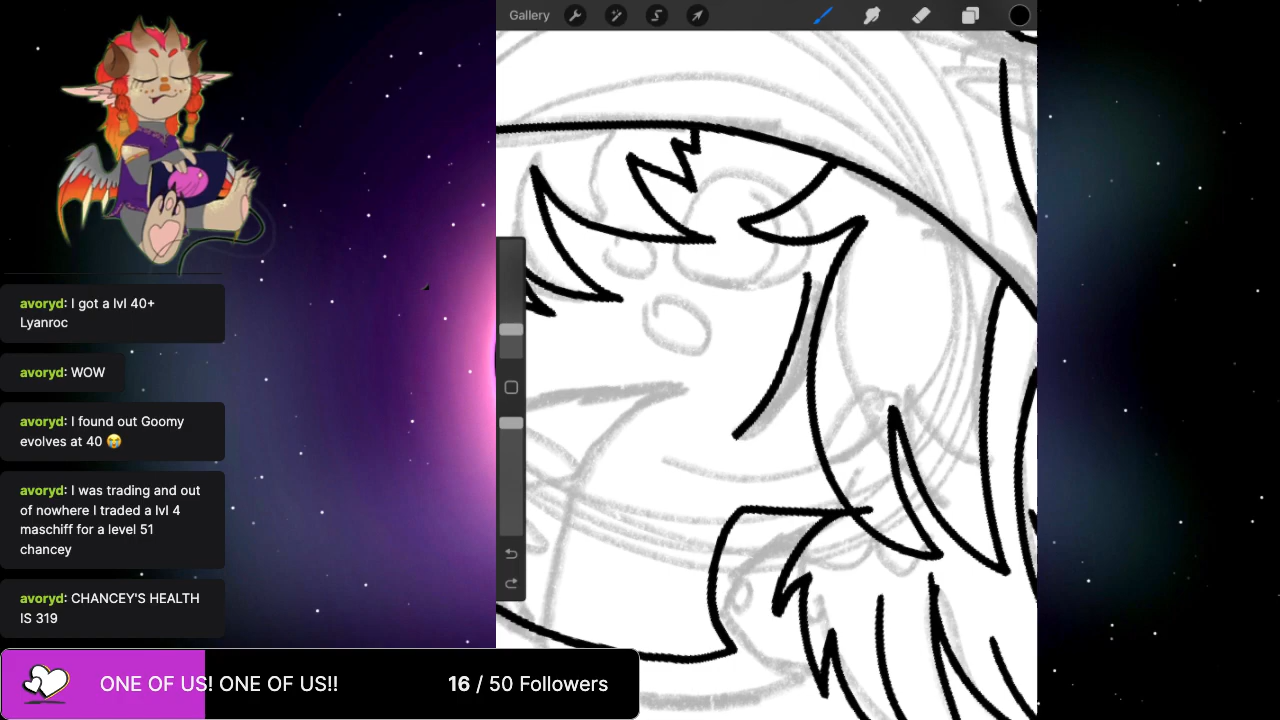 Gallery
avoryd: I got a lvl 40+
Lyanroc
avoryd: WOW
avoryd: I found out Goomy
evolves at 40 😭
avoryd: I was trading and out
of nowhere I traded a lvl 4
maschiff for a level 51
chancey
avoryd: CHANCEY'S HEALTH
IS 319
ONE OF US! ONE OF US!! 16 / 50 Followers